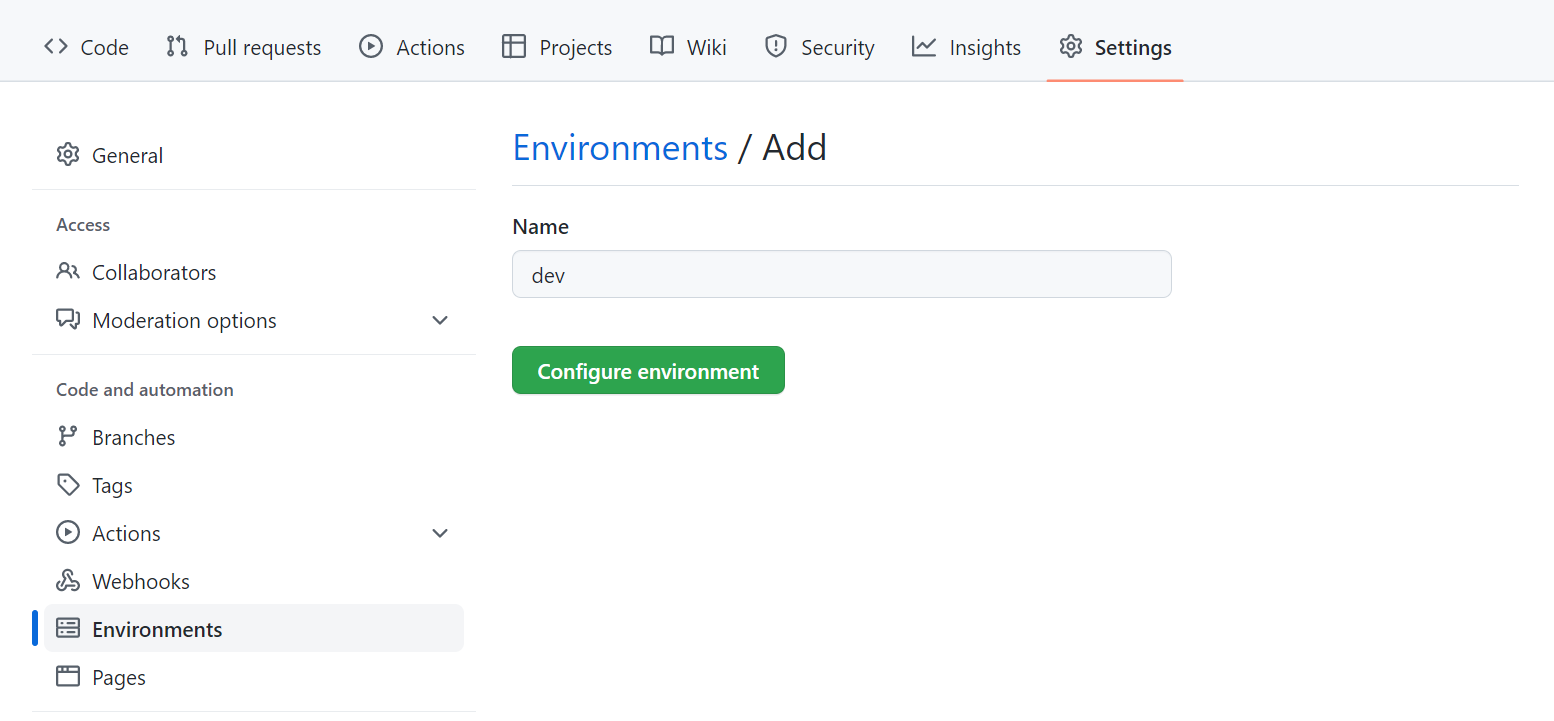 Code Pull requests Actions Projects Wiki Security Insights Settings
General
Access
Collaborators
Moderation options
Code and automation
Branches
Tags
Actions
Webhooks
Environments
Pages
Environments / Add
Name
dev
Configure environment